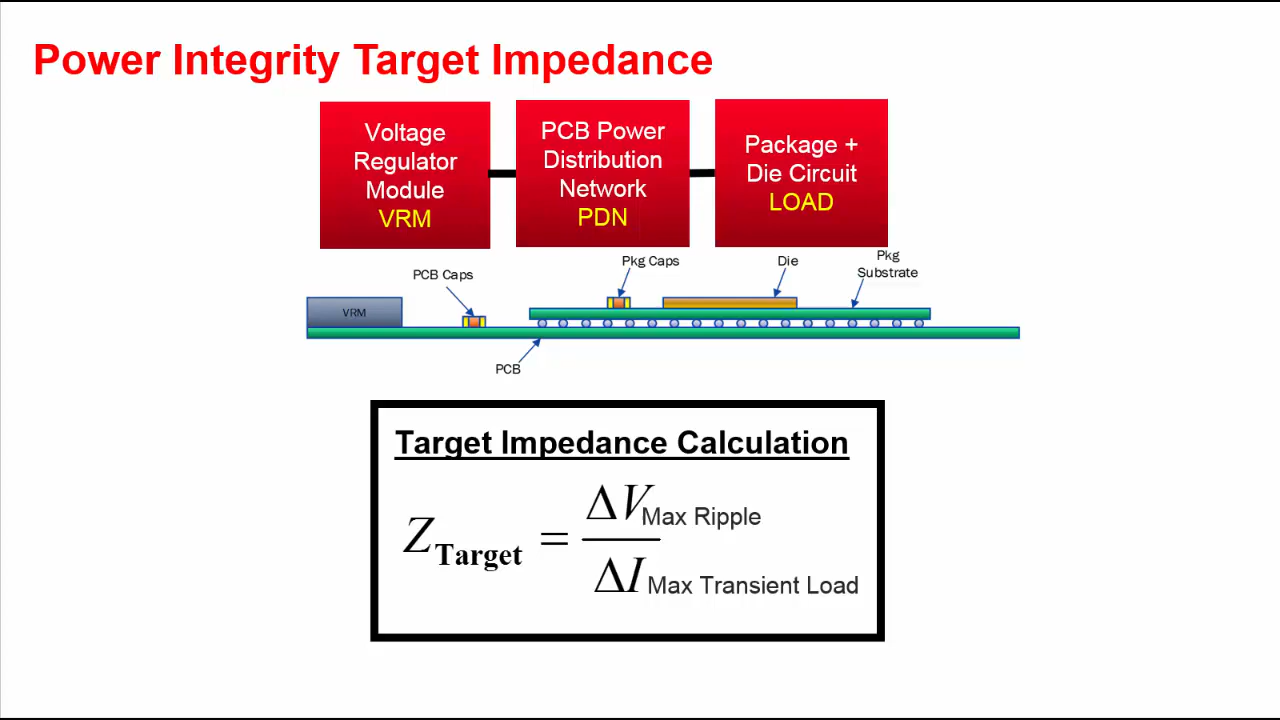 Power Integrity Target Impedance
Voltage
Regulator
Module
VRM
PCB Power
Distribution
Network
PDN
Package +
Die Circuit
LOAD
PCB Caps
Pkg Caps
Die
Pkg
Substrate
VRM
PCB
Target Impedance Calculation
Z Target = ΔV Max Ripple
ΔI Max Transient Load